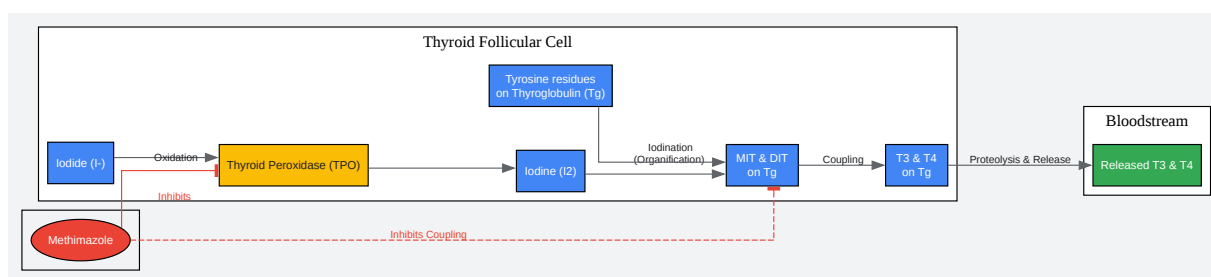 Thyroid Follicular Cell
Tyrosine residues
on Thyroglobulin (Tg)
Bloodstream
Iodide (I-)
Oxidation
Thyroid Peroxidase (TPO)
Iodine (I2)
Iodination
(Organification)
MIT & DIT
on Tg
Coupling
T3 & T4
on Tg
Proteolysis & Release
Released T3 & T4
Inhibits
Methimazole
Inhibits Coupling